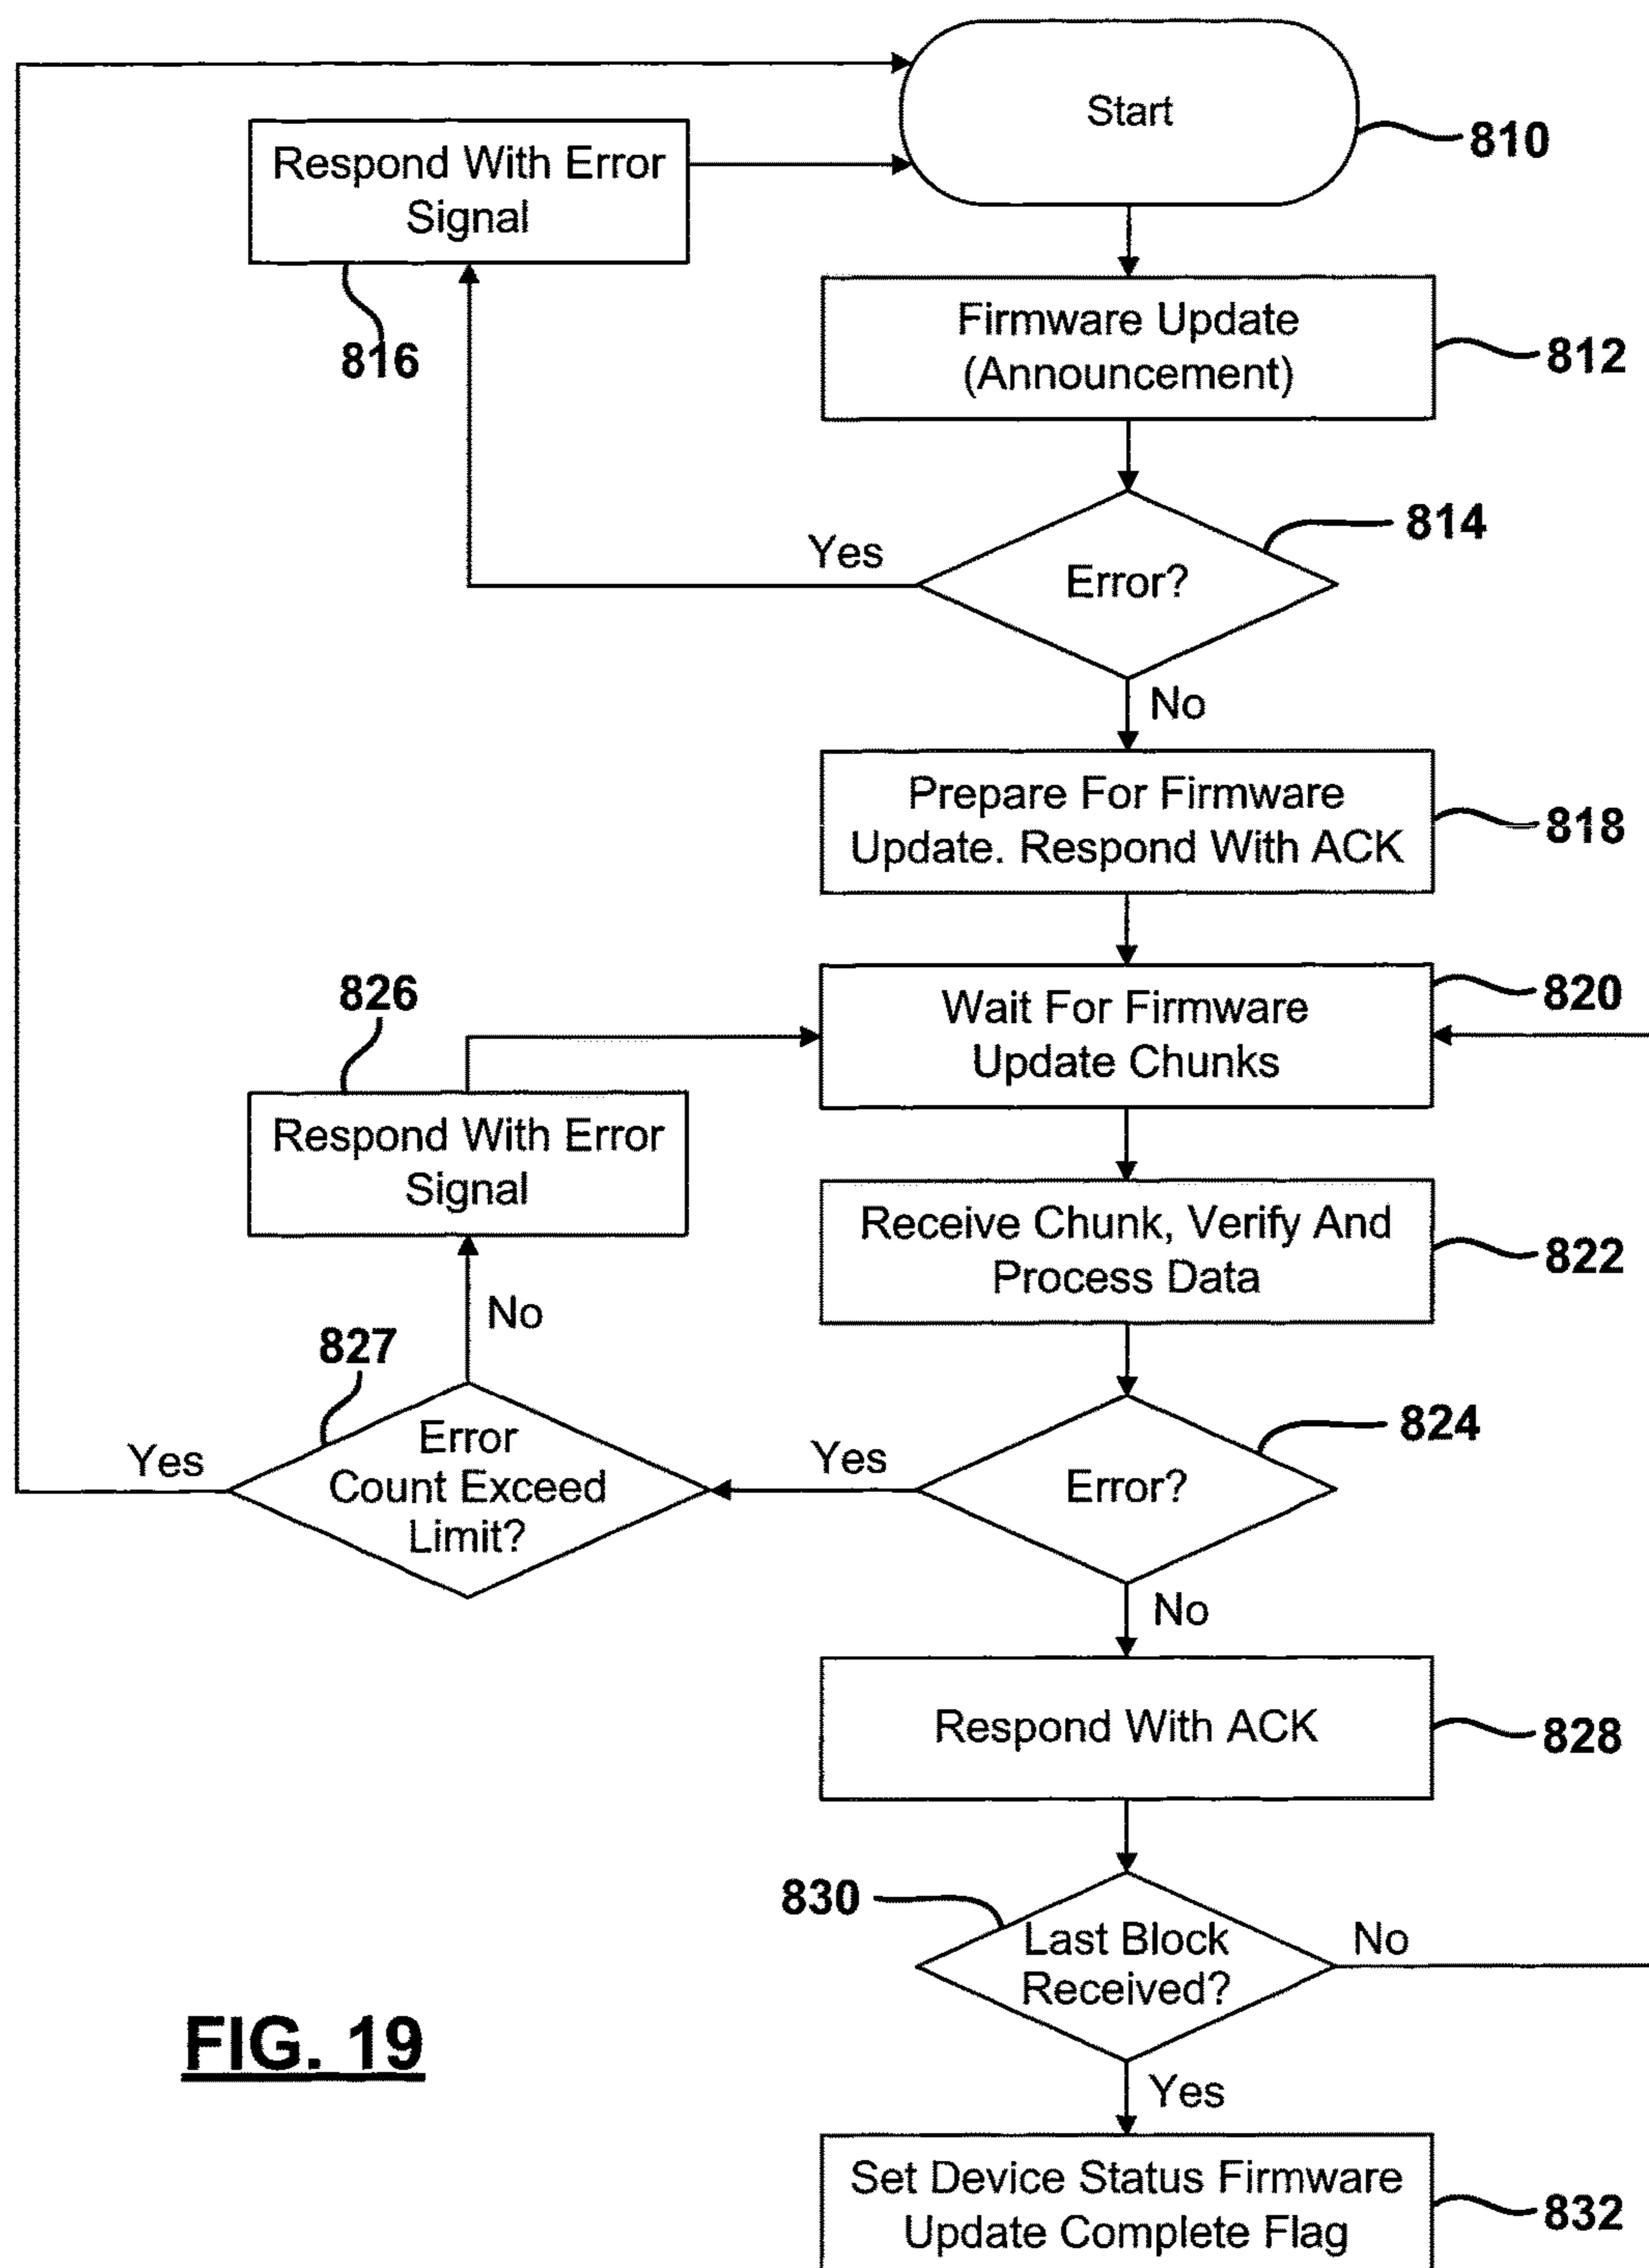 Start
810
Respond With Error
Signal
816
Firmware Update
(Announcement)
812
814
Yes
Error?
No
Prepare For Firmware
Update. Respond With ACK
818
826
Wait For Firmware
Update Chunks
820
Respond With Error
Signal
Receive Chunk, Verify And
Process Data
822
No
827
824
Yes
Error
Count Exceed
Limit?
Yes
Error?
No
Respond With ACK
828
830
Last Block
Received?
No
FIG. 19
Yes
Set Device Status Firmware
Update Complete Flag
832